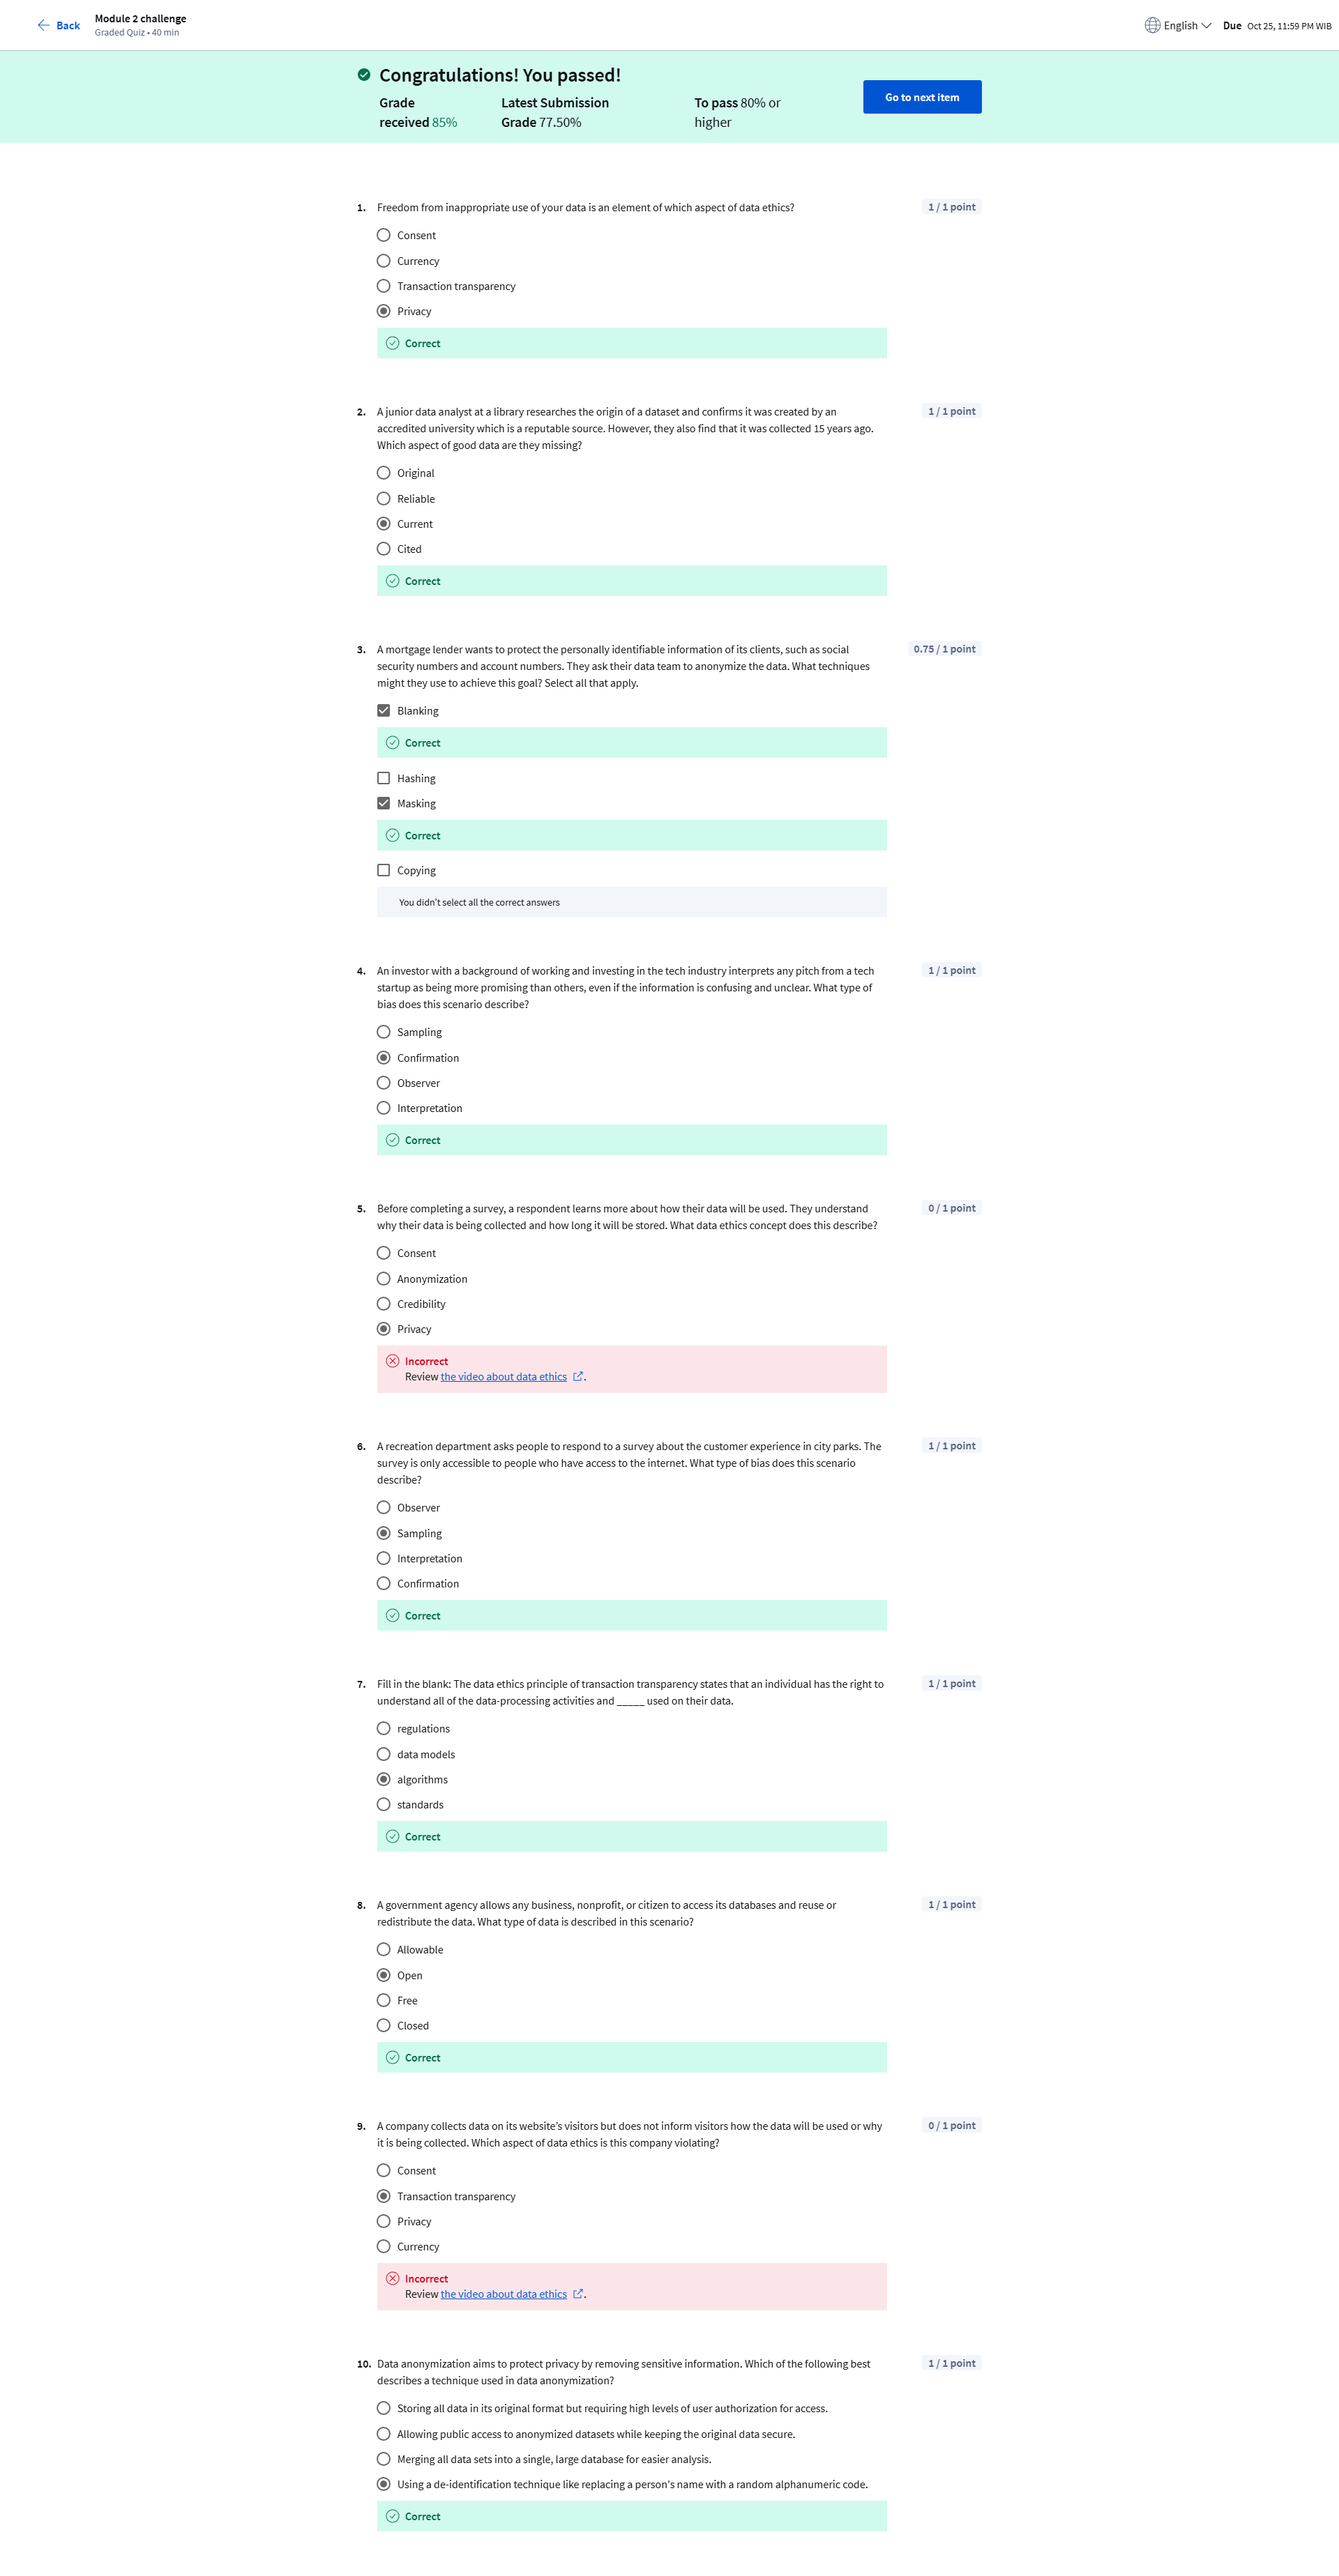 Back
Module 2 challenge
Graded Quiz • 40 min
English
Due Oct 25, 11:59 PM WIB
Congratulations! You passed!
Grade received 85%
Latest Submission Grade 77.50%
To pass 80% or higher
Go to next item
1. Freedom from inappropriate use of your data is an element of which aspect of data ethics?
1 / 1 point
Consent
Currency
Transaction transparency
Privacy
Correct
2. A junior data analyst at a library researches the origin of a dataset and confirms it was created by an
accredited university which is a reputable source. However, they also find that it was collected 15 years ago.
Which aspect of good data are they missing?
1 / 1 point
Original
Reliable
Current
Cited
Correct
3. A mortgage lender wants to protect the personally identifiable information of its clients, such as social
security numbers and account numbers. They ask their data team to anonymize the data. What techniques
might they use to achieve this goal? Select all that apply.
0.75 / 1 point
Blanking
Correct
Hashing
Masking
Correct
Copying
You didn't select all the correct answers
4. An investor with a background of working and investing in the tech industry interprets any pitch from a tech
startup as being more promising than others, even if the information is confusing and unclear. What type of
bias does this scenario describe?
1 / 1 point
Sampling
Confirmation
Observer
Interpretation
Correct
5. Before completing a survey, a respondent learns more about how their data will be used. They understand
why their data is being collected and how long it will be stored. What data ethics concept does this describe?
0 / 1 point
Consent
Anonymization
Credibility
Privacy
Incorrect
Review the video about data ethics .
6. A recreation department asks people to respond to a survey about the customer experience in city parks. The
survey is only accessible to people who have access to the internet. What type of bias does this scenario
describe?
1 / 1 point
Observer
Sampling
Interpretation
Confirmation
Correct
7. Fill in the blank: The data ethics principle of transaction transparency states that an individual has the right to
understand all of the data-processing activities and _____ used on their data.
1 / 1 point
regulations
data models
algorithms
standards
Correct
8. A government agency allows any business, nonprofit, or citizen to access its databases and reuse or
redistribute the data. What type of data is described in this scenario?
1 / 1 point
Allowable
Open
Free
Closed
Correct
9. A company collects data on its website’s visitors but does not inform visitors how the data will be used or why
it is being collected. Which aspect of data ethics is this company violating?
0 / 1 point
Consent
Transaction transparency
Privacy
Currency
Incorrect
Review the video about data ethics .
10. Data anonymization aims to protect privacy by removing sensitive information. Which of the following best
describes a technique used in data anonymization?
1 / 1 point
Storing all data in its original format but requiring high levels of user authorization for access.
Allowing public access to anonymized datasets while keeping the original data secure.
Merging all data sets into a single, large database for easier analysis.
Using a de-identification technique like replacing a person's name with a random alphanumeric code.
Correct